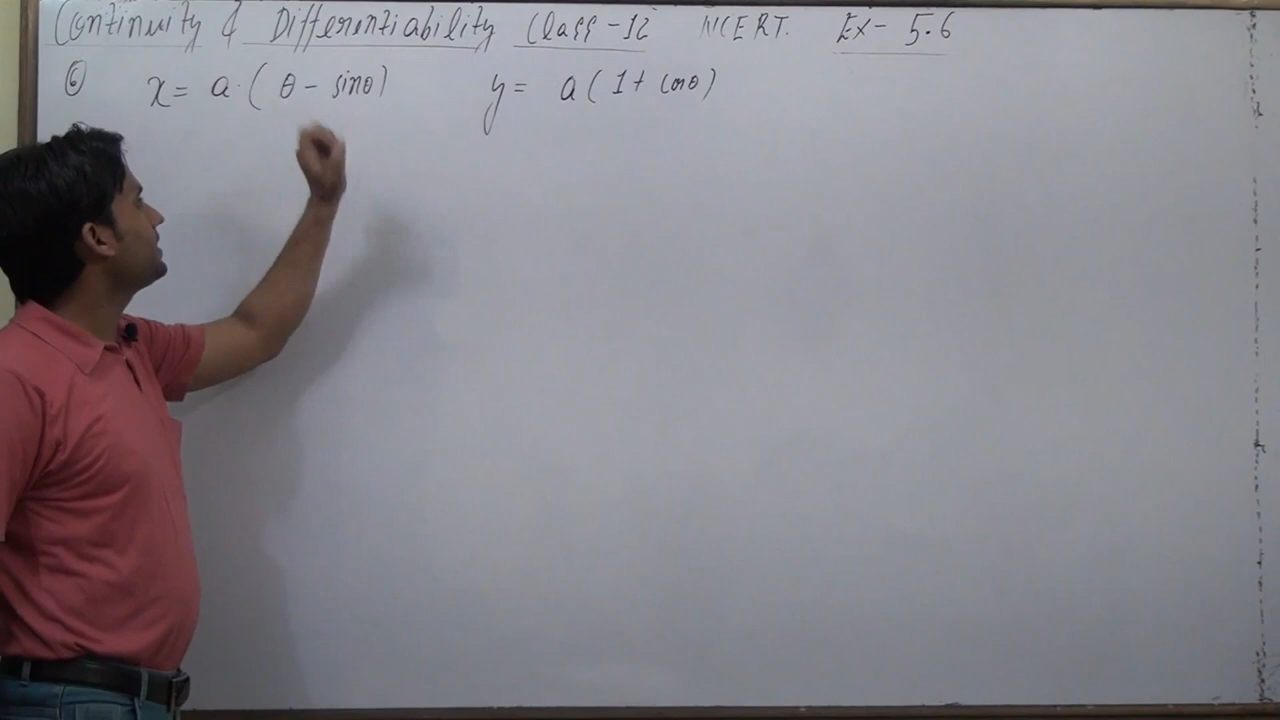 Continuity & Differentiability Class-12 NCERT. Ex- 5.6
⑥ x= a.( θ - sinθ) y= a( 1+ cosθ)